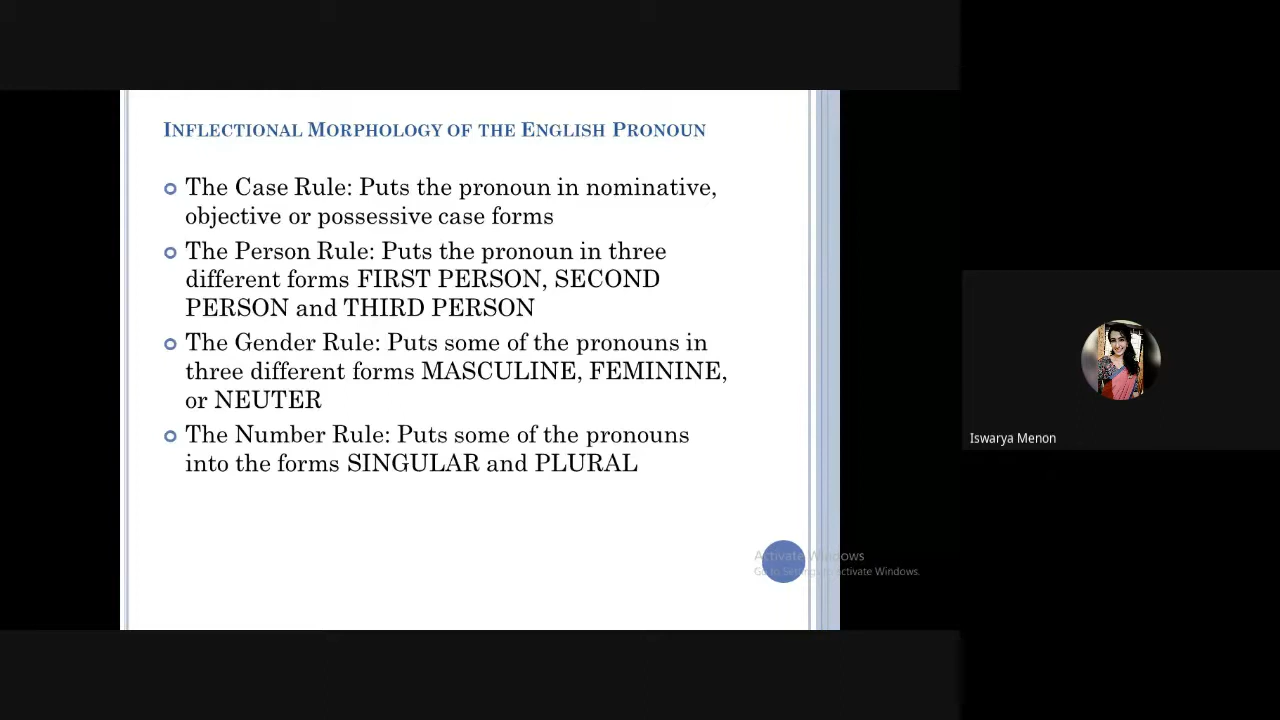 INFLECTIONAL MORPHOLOGY OF THE ENGLISH PRONOUN
The Case Rule: Puts the pronoun in nominative,
objective or possessive case forms
The Person Rule: Puts the pronoun in three
different forms FIRST PERSON, SECOND
PERSON and THIRD PERSON
The Gender Rule: Puts some of the pronouns in
three different forms MASCULINE, FEMININE,
or NEUTER
The Number Rule: Puts some of the pronouns
into the forms SINGULAR and PLURAL
Iswarya Menon
Activate Windows
Go to Settings to activate Windows.